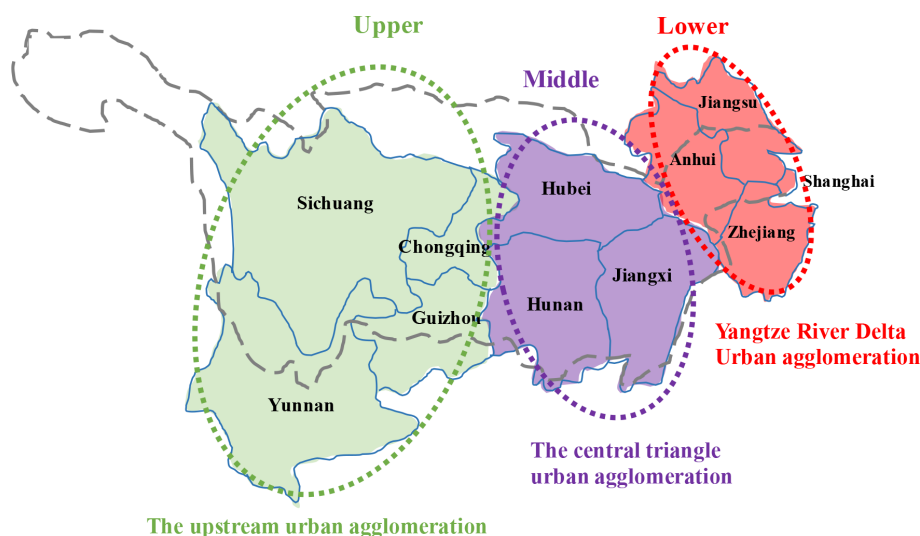 Upper
Lower
Middle
Jiangsu
Anhui
Shanghai
Hubei
Sichuang
Zhejiang
Chongqing
Jiangxi
Hunan
Guizhou
Yangtze River Delta
Urban agglomeration
Yunnan
The central triangle
urban agglomeration
The upstream urban agglomeration